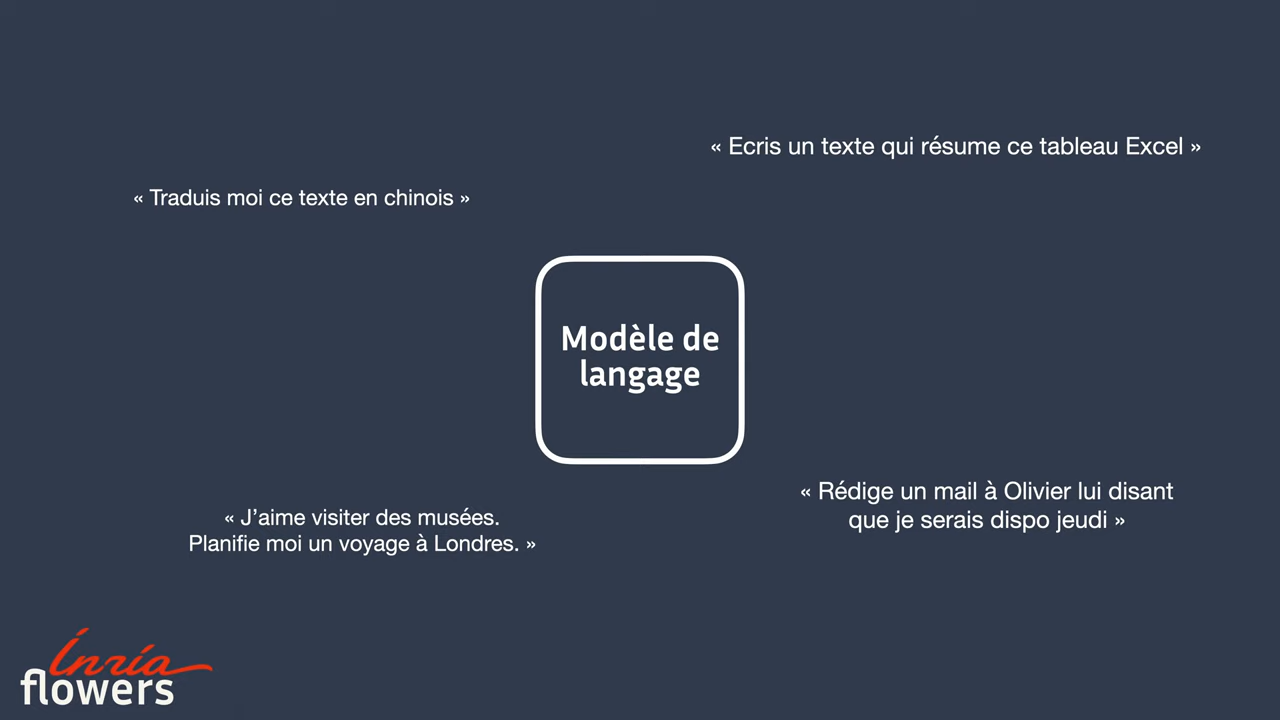 « Ecris un texte qui résume ce tableau Excel »
« Traduis moi ce texte en chinois »
Modèle de
langage
« Rédige un mail à Olivier lui disant
que je serais dispo jeudi »
« J’aime visiter des musées.
Planifie moi un voyage à Londres. »
Inria
flowers